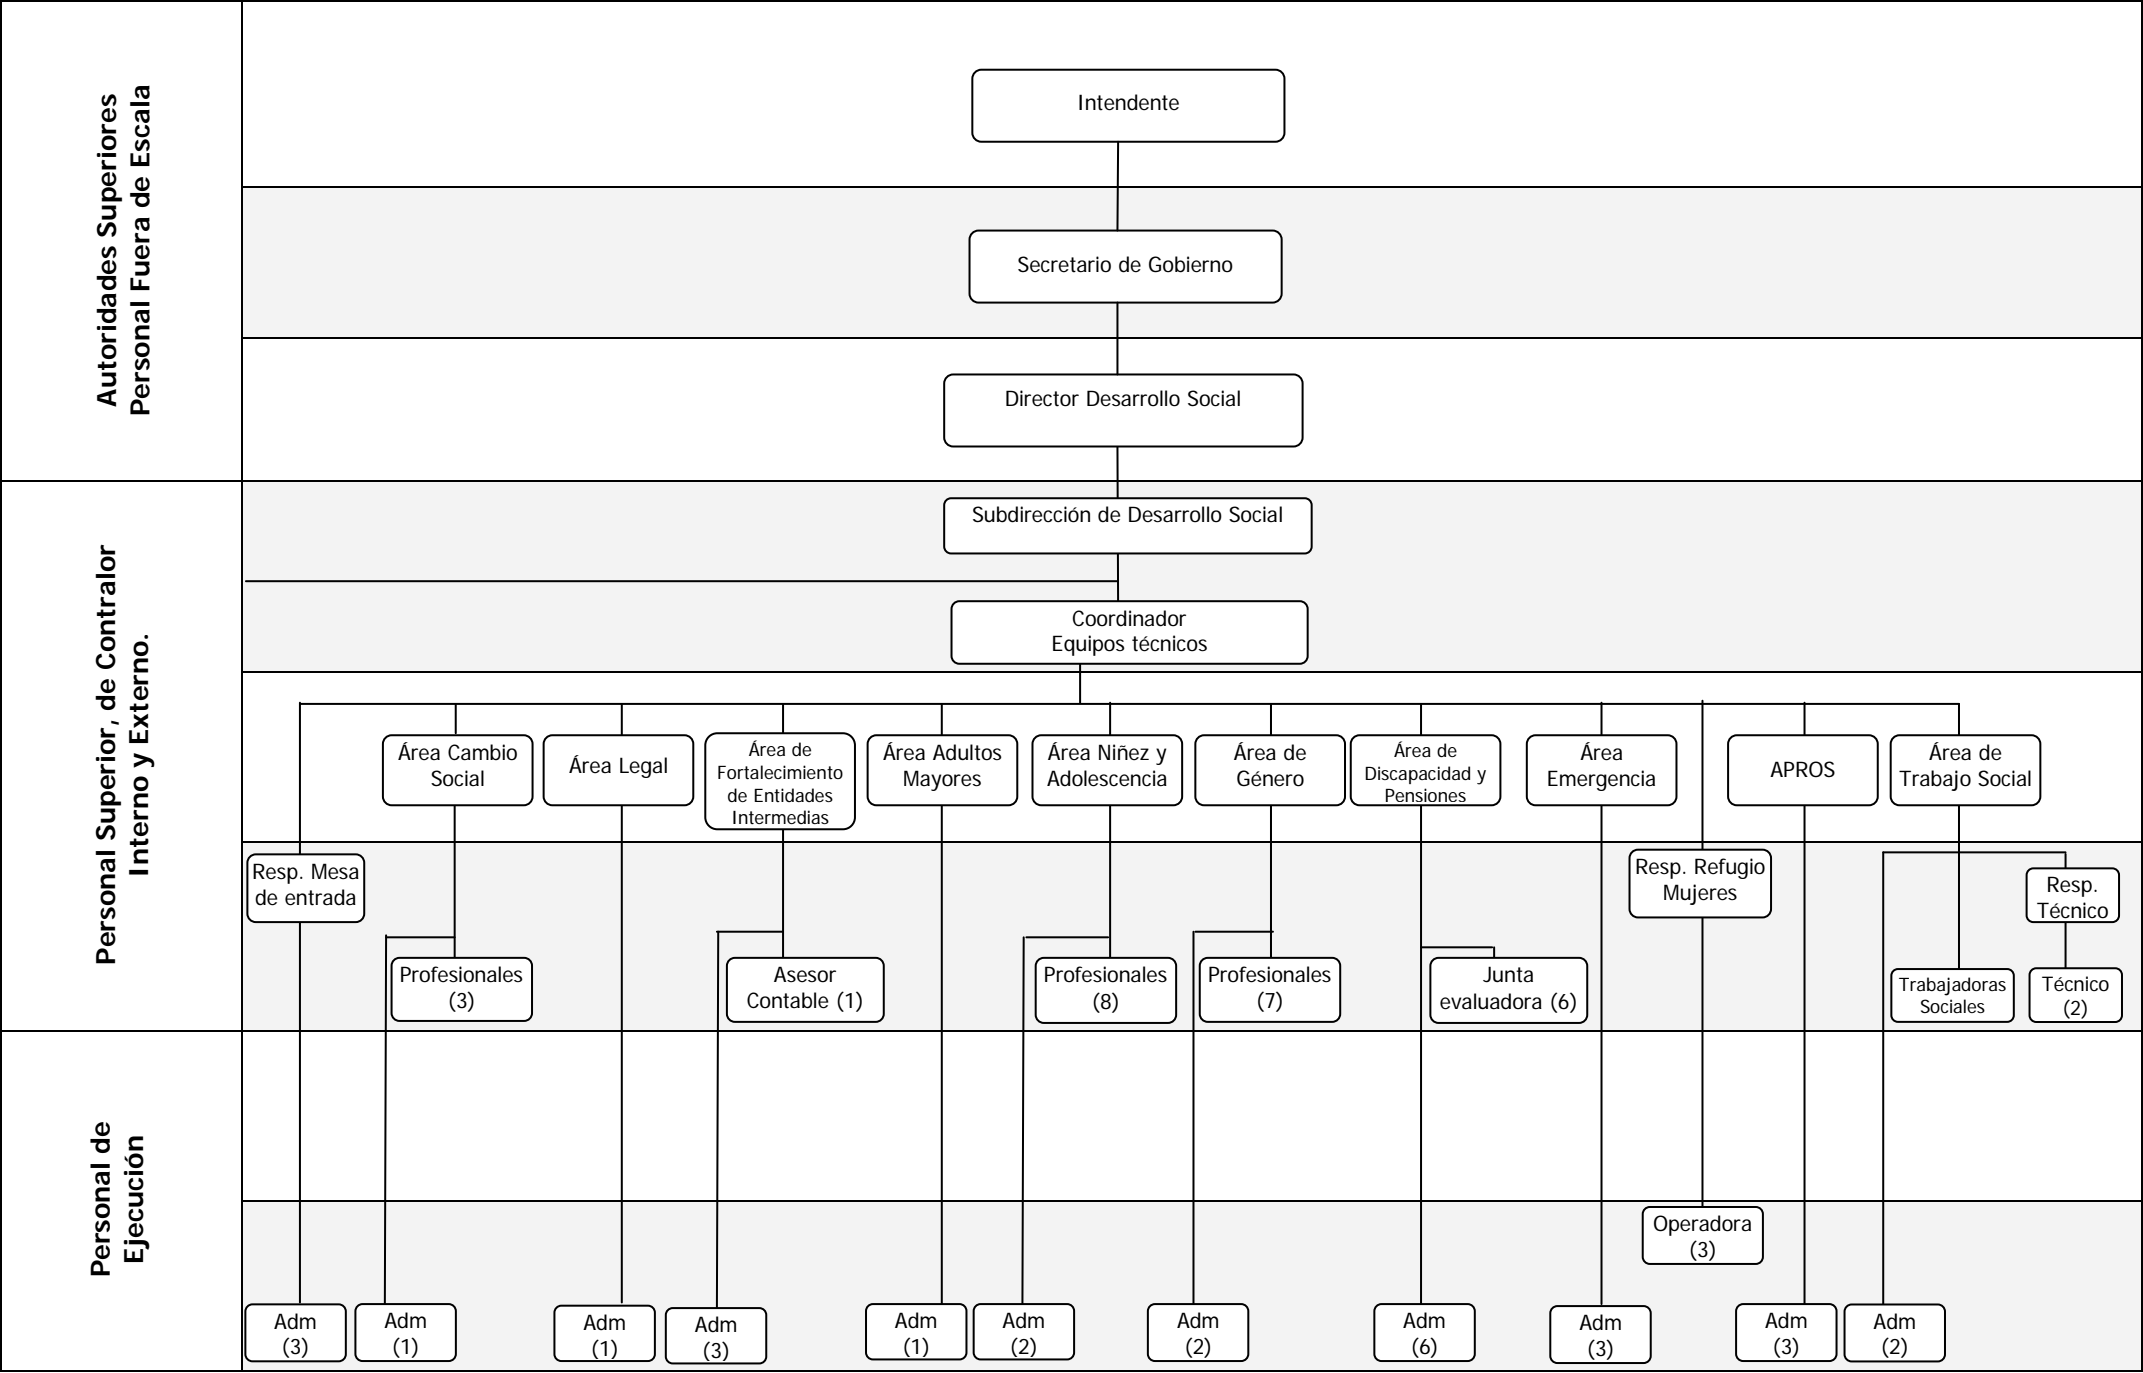 Autoridades Superiores
Personal Fuera de Escala
Intendente
Secretario de Gobierno
Director Desarrollo Social
Personal Superior, de Contralor
Interno y Externo.
Subdirección de Desarrollo Social
Coordinador
Equipos técnicos
Área Cambio
Social
Área Legal
Área de
Fortalecimiento
de Entidades
Intermedias
Área Adultos
Mayores
Área Niñez y
Adolescencia
Área de
Género
Área de
Discapacidad y
Pensiones
Área
Emergencia
APROS
Área de
Trabajo Social
Resp. Mesa
de entrada
Resp. Refugio
Mujeres
Resp.
Técnico
Profesionales
(3)
Asesor
Contable (1)
Profesionales
(8)
Profesionales
(7)
Junta
evaluadora (6)
Trabajadoras
Sociales
Técnico
(2)
Personal de
Ejecución
Operadora
(3)
Adm
(3)
Adm
(1)
Adm
(1)
Adm
(3)
Adm
(1)
Adm
(2)
Adm
(2)
Adm
(6)
Adm
(3)
Adm
(3)
Adm
(2)